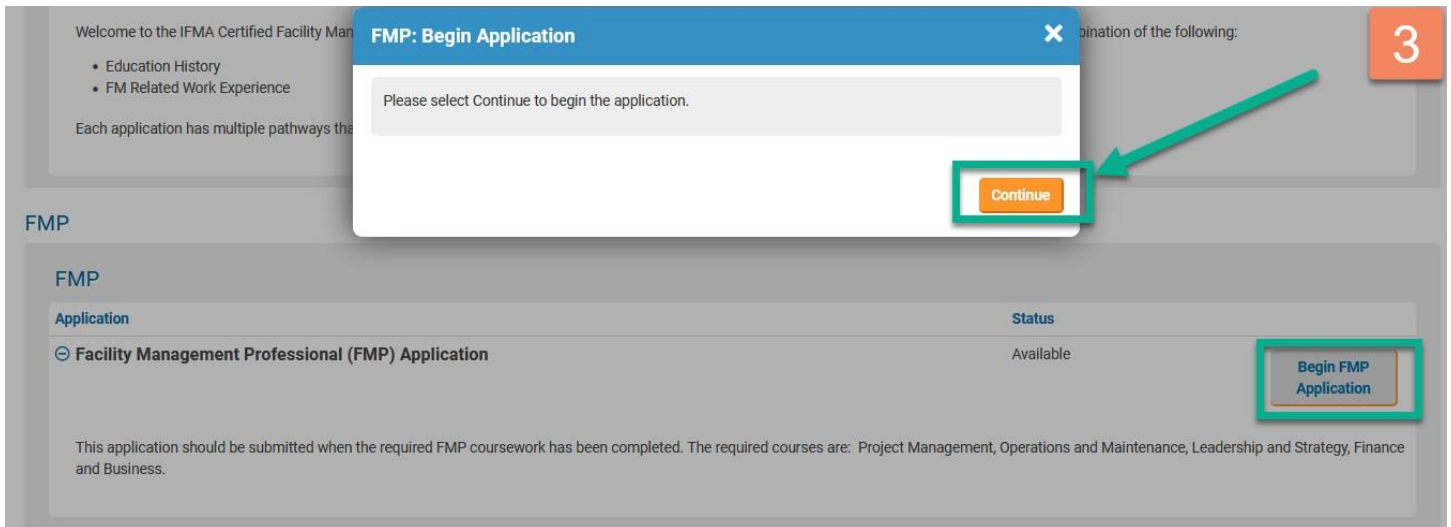 Welcome to the IFMA Certified Facility Man
bination of the following:
• Education History
• FM Related Work Experience
Each application has multiple pathways tha
FMP: Begin Application
Please select Continue to begin the application.
Continue
3
FMP
FMP
Application Status
Facility Management Professional (FMP) Application Available
Begin FMP
Application
This application should be submitted when the required FMP coursework has been completed. The required courses are: Project Management, Operations and Maintenance, Leadership and Strategy, Finance
and Business.